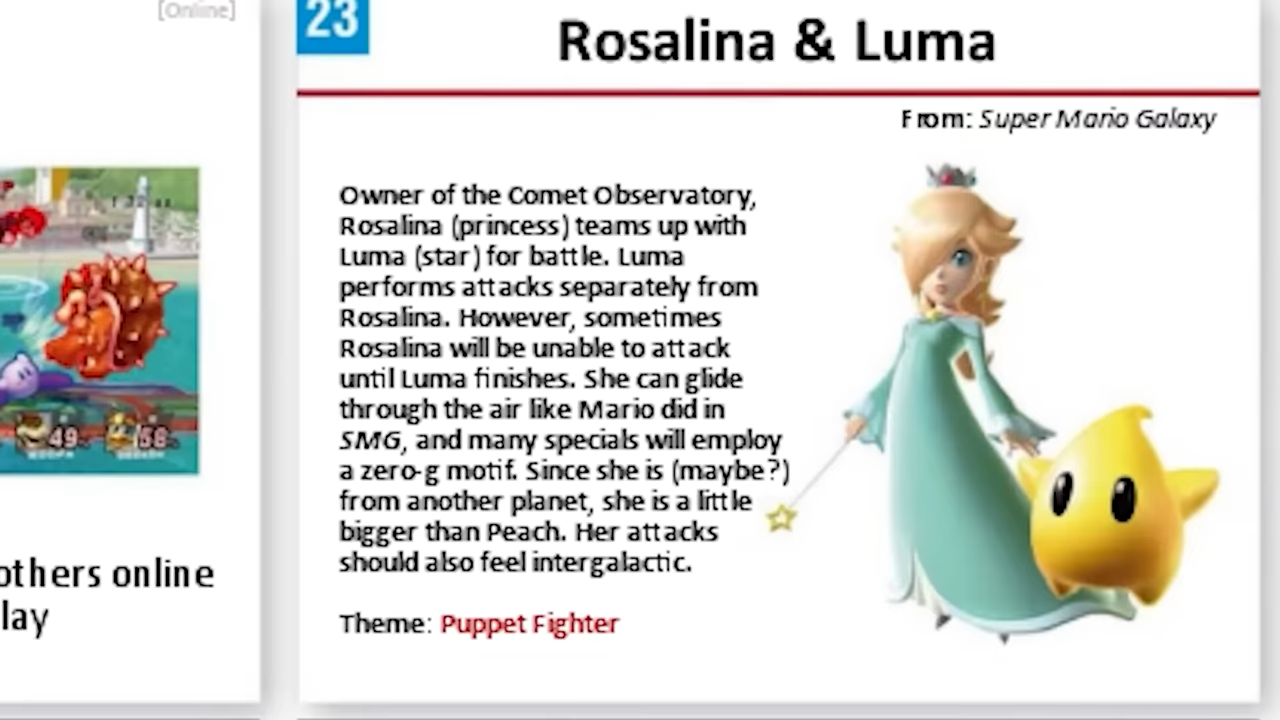 [Online]
49
58
others online
lay
23
Rosalina & Luma
From: Super Mario Galaxy
Owner of the Comet Observatory,
Rosalina (princess) teams up with
Luma (star) for battle. Luma
performs attacks separately from
Rosalina. However, sometimes
Rosalina will be unable to attack
until Luma finishes. She can glide
through the air like Mario did in
SMG, and many specials will employ
a zero-g motif. Since she is (maybe?)
from another planet, she is a little
bigger than Peach. Her attacks
should also feel intergalactic.
Theme: Puppet Fighter